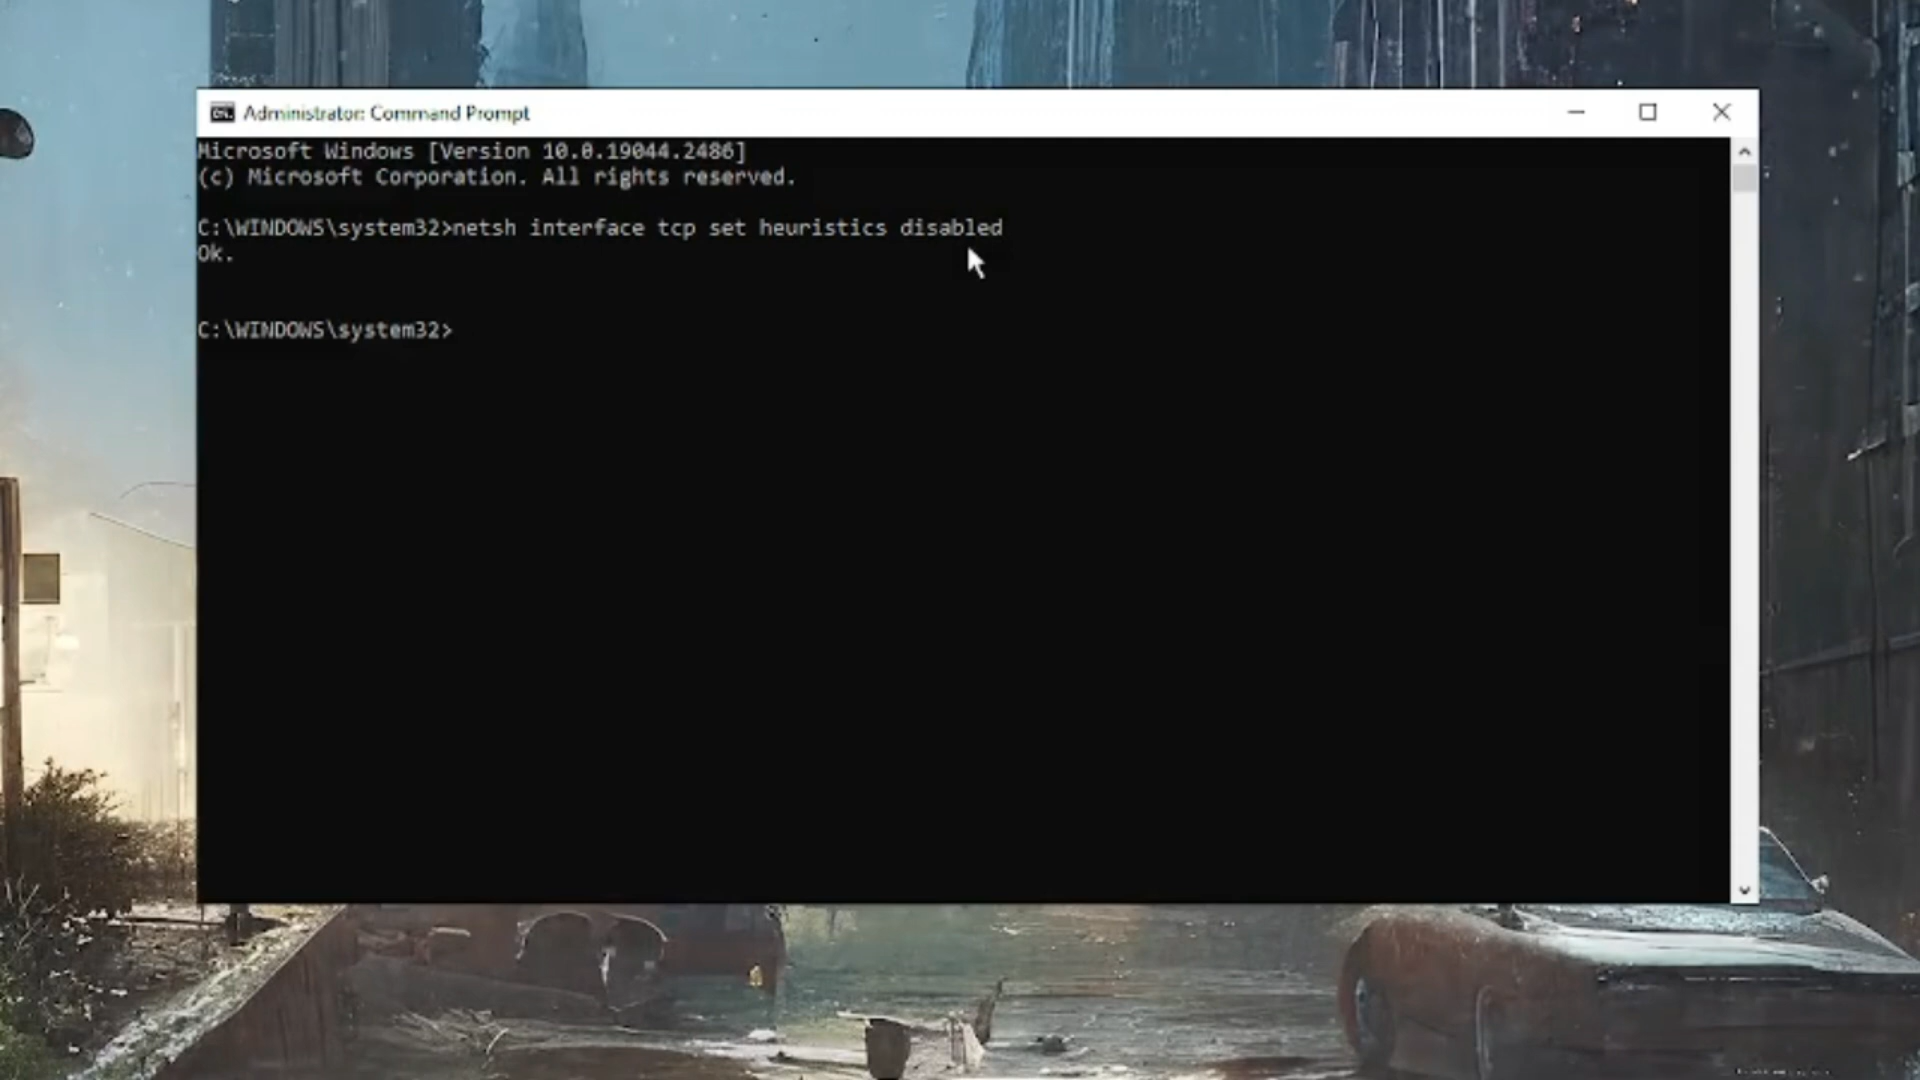 Administrator: Command Prompt
Microsoft Windows [Version 10.0.19044.2486]
(c) Microsoft Corporation. All rights reserved.
C:\WINDOWS\system32>netsh interface tcp set heuristics disabled
Ok.
C:\WINDOWS\system32>